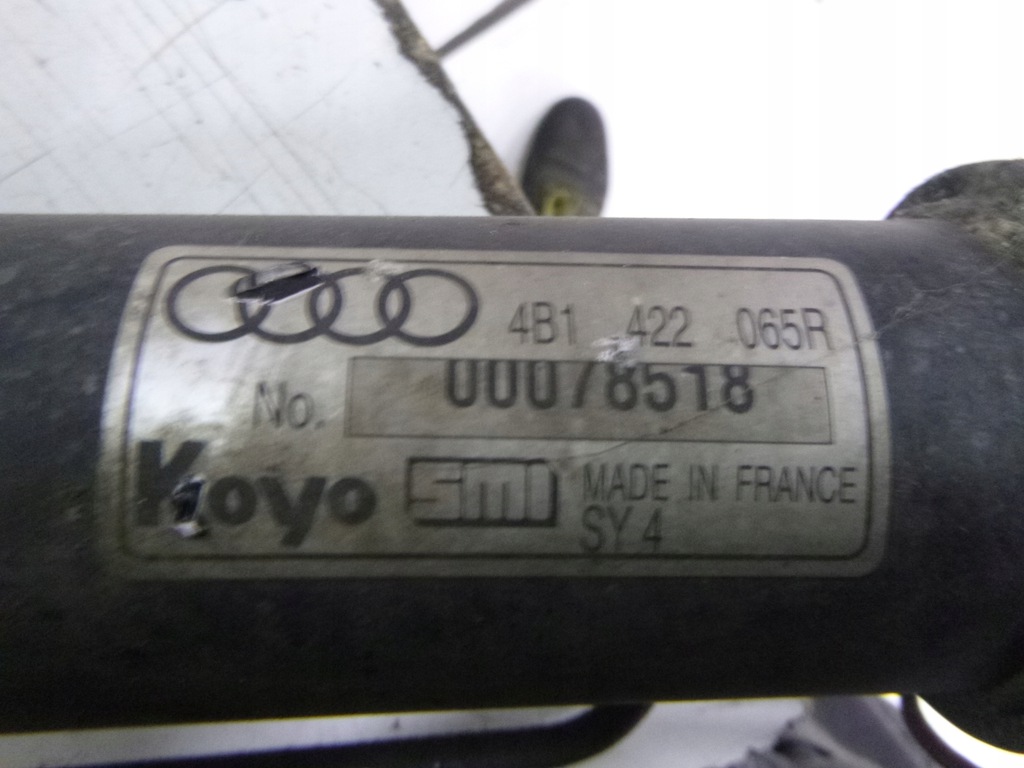 4B1 422 065R
No. 00078518
Koyo SMI MADE IN FRANCE
SY 4